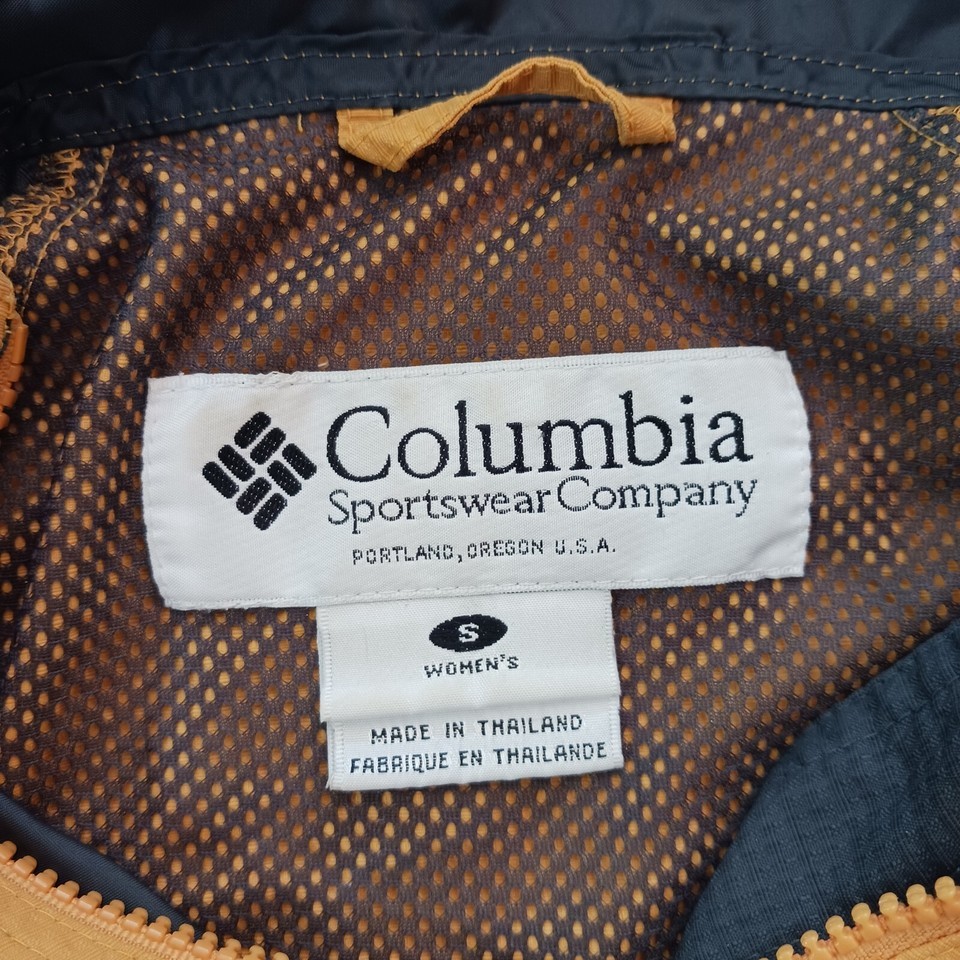 Columbia
Sportswear Company
PORTLAND, OREGON U.S.A.
S
WOMEN'S
MADE IN THAILAND
FABRIQUE EN THAILANDE